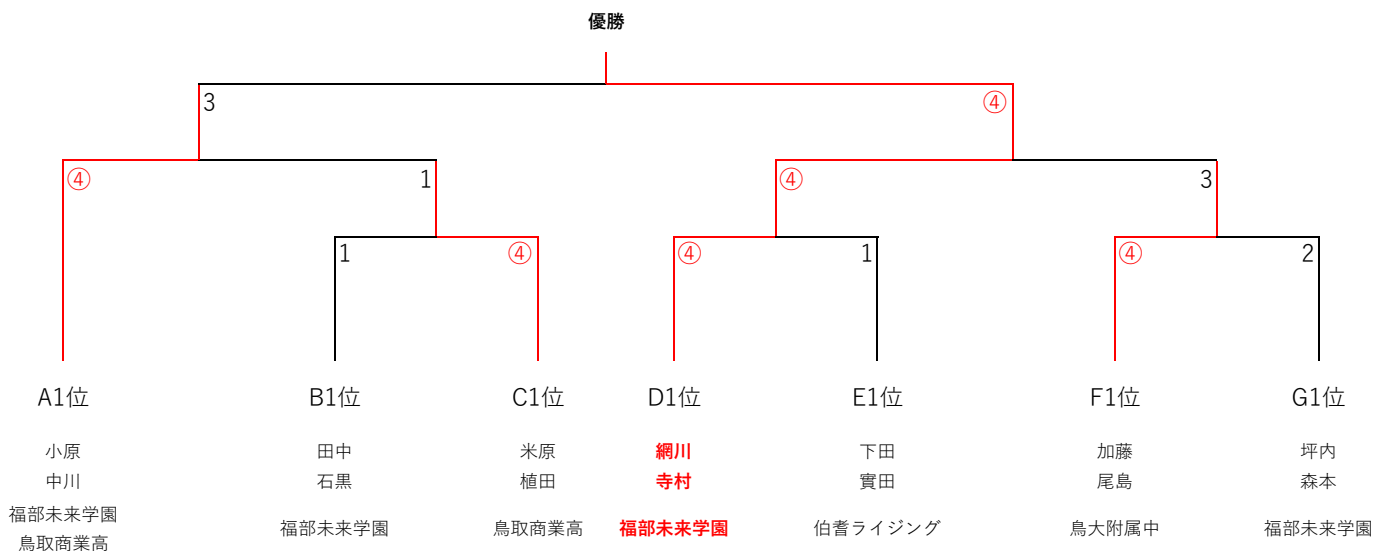 優勝
3 ④
④ 1 ④ 3
1 ④ ④ 1 ④ 2
A1位 B1位 C1位 D1位 E1位 F1位 G1位
小原 田中 米原 網川 下田 加藤 坪内
中川 石黒 植田 寺村 實田 尾島 森本
福部未来学園
福部未来学園 鳥取商業高 福部未来学園 伯耆ライジング 鳥大附属中 福部未来学園
鳥取商業高